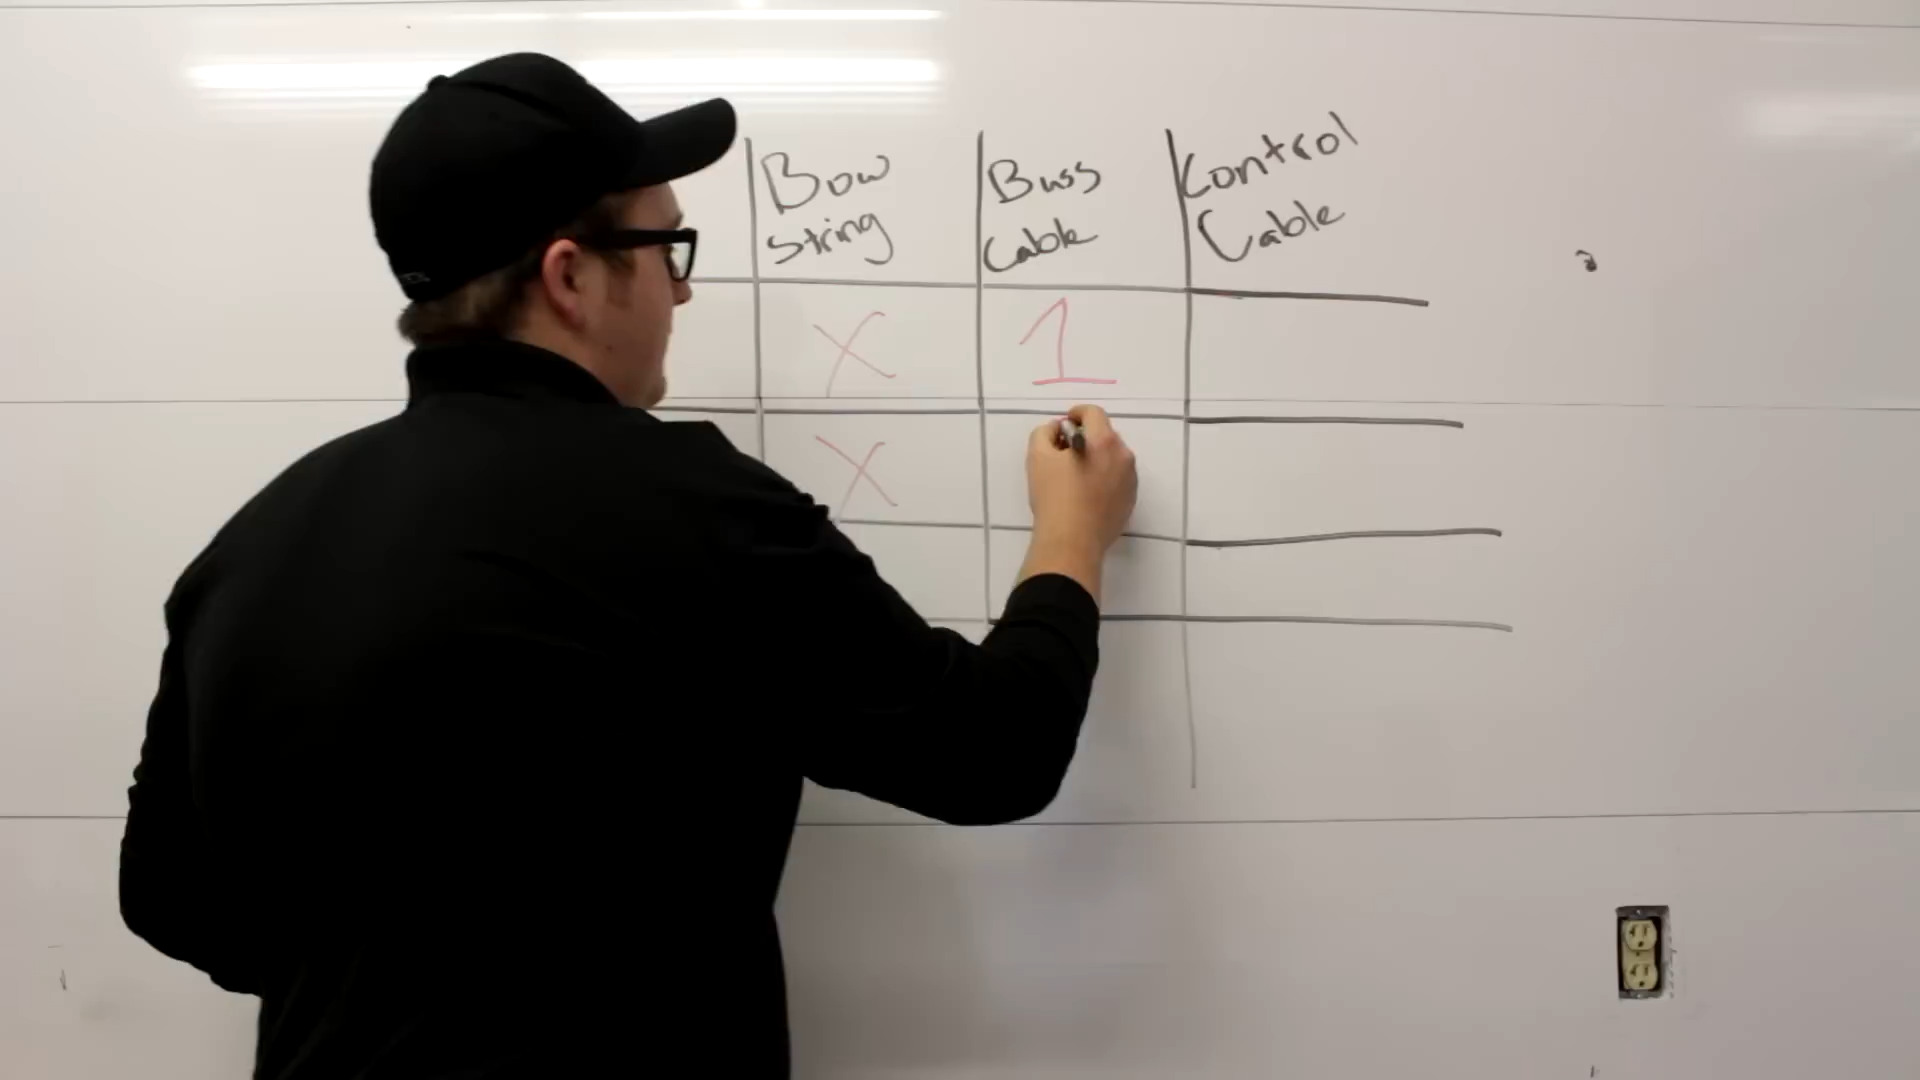 Bow
string
Buss
Cable
Control
Cable
X
1
X